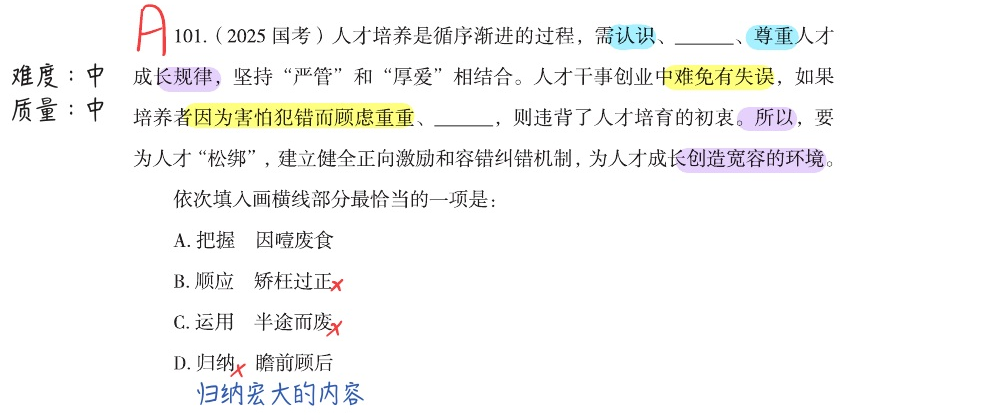 A
101.（2025国考）人才培养是循序渐进的过程，需认识、______、尊重人才
难度：中
成长规律，坚持“严管”和“厚爱”相结合。人才干事创业中难免有失误，如果
质量：中
培养者因为害怕犯错而顾虑重重、______，则违背了人才培育的初衷。所以，要
为人才“松绑”，建立健全正向激励和容错纠错机制，为人才成长创造宽容的环境。
依次填入画横线部分最恰当的一项是：
A. 把握　因噎废食
B. 顺应　矫枉过正×
C. 运用　半途而废×
D. 归纳×　瞻前顾后
归纳宏大的内容